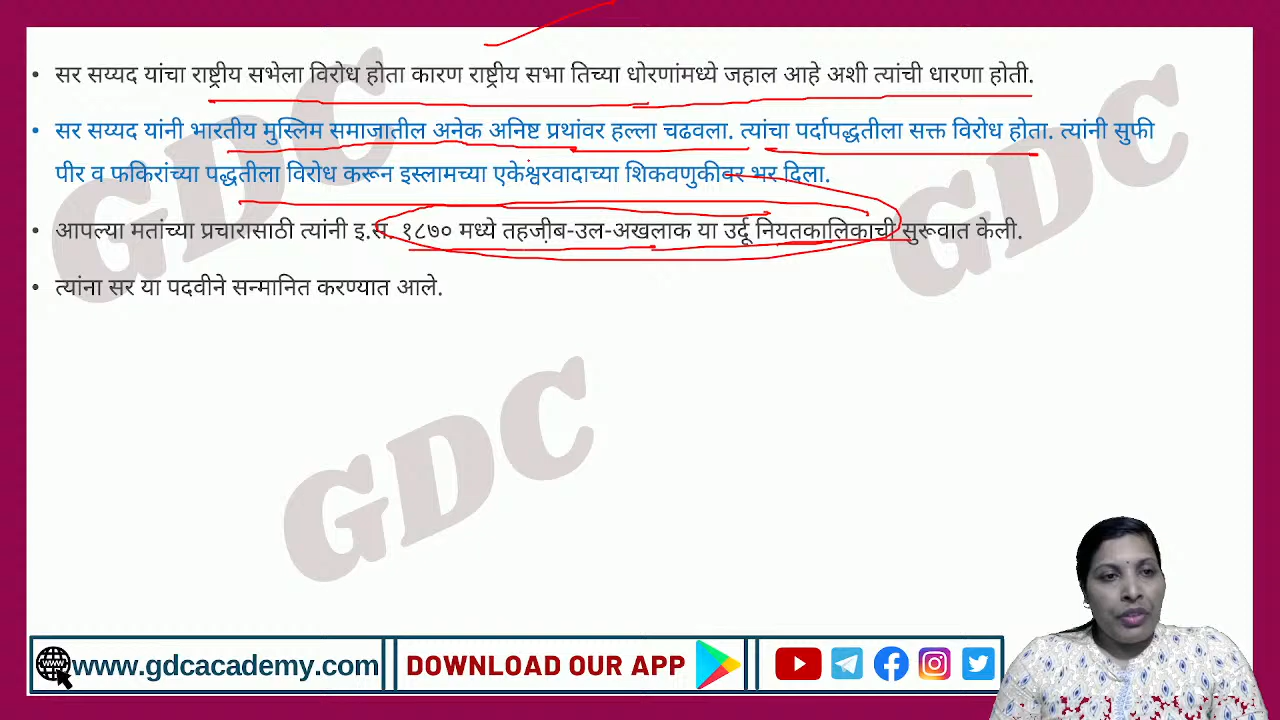 • सर सय्यद यांचा राष्ट्रीय सभेला विरोध होता कारण राष्ट्रीय सभा तिच्या धोरणांमध्ये जहाल आहे अशी त्यांची धारणा होती.
• सर सय्यद यांनी भारतीय मुस्लिम समाजातील अनेक अनिष्ट प्रथांवर हल्ला चढवला. त्यांचा पर्दापद्धतीला सक्त विरोध होता. त्यांनी सुफी
पीर व फकिरांच्या पद्धतीला विरोध करून इस्लामच्या एकेश्वरवादाच्या शिकवणुकीवर भर दिला.
• आपल्या मतांच्या प्रचारासाठी त्यांनी इ.स. १८७० मध्ये तहज़ीब-उल-अखलाक या उर्दू नियतकालिकाची सुरूवात केली.
• त्यांना सर या पदवीने सन्मानित करण्यात आले.
GDC
GDC
GDC
www.gdcacademy.com
DOWNLOAD OUR APP